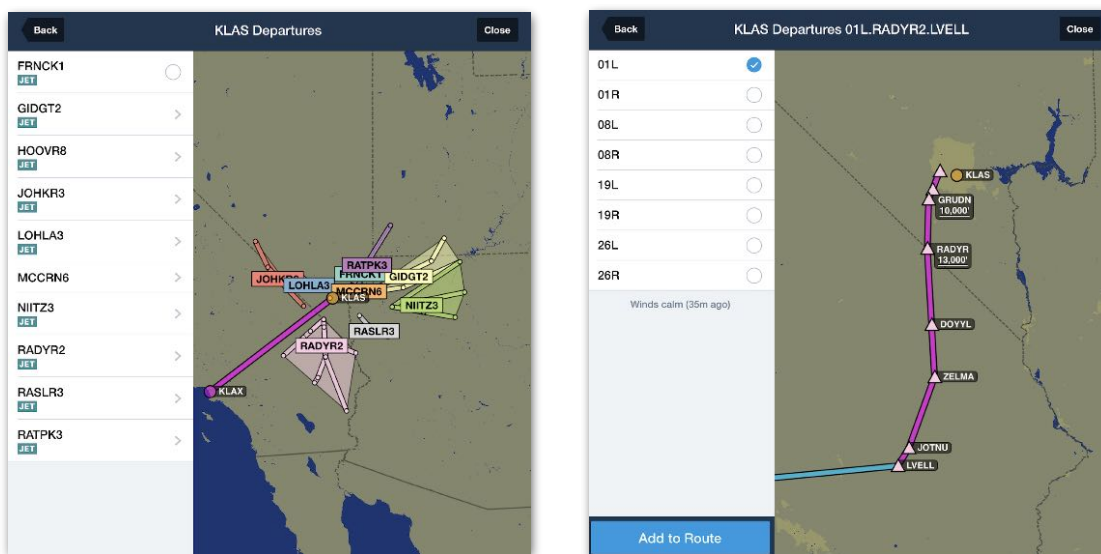 Back
KLAS Departures
Close
FRNCK1
JET
GIDGT2
JET
HOOVR8
JET
JOHKR3
JET
LOHLA3
JET
MCCRN6
NIITZ3
JET
RADYR2
JET
RASLR3
JET
RATPK3
JET
RATPK3
JOHKR3
LOHLA3
FRNCK1
GIDGT2
MCCRN6
KLAS
NIITZ3
RASLR3
RADYR2
KLAX
Back
KLAS Departures 01L.RADYR2.LVELL
Close
01L
01R
08L
08R
19L
19R
26L
26R
Winds calm (35m ago)
KLAS
GRUDN
10,000'
RADYR
13,000'
DOYYL
ZELMA
JOTNU
LVELL
Add to Route